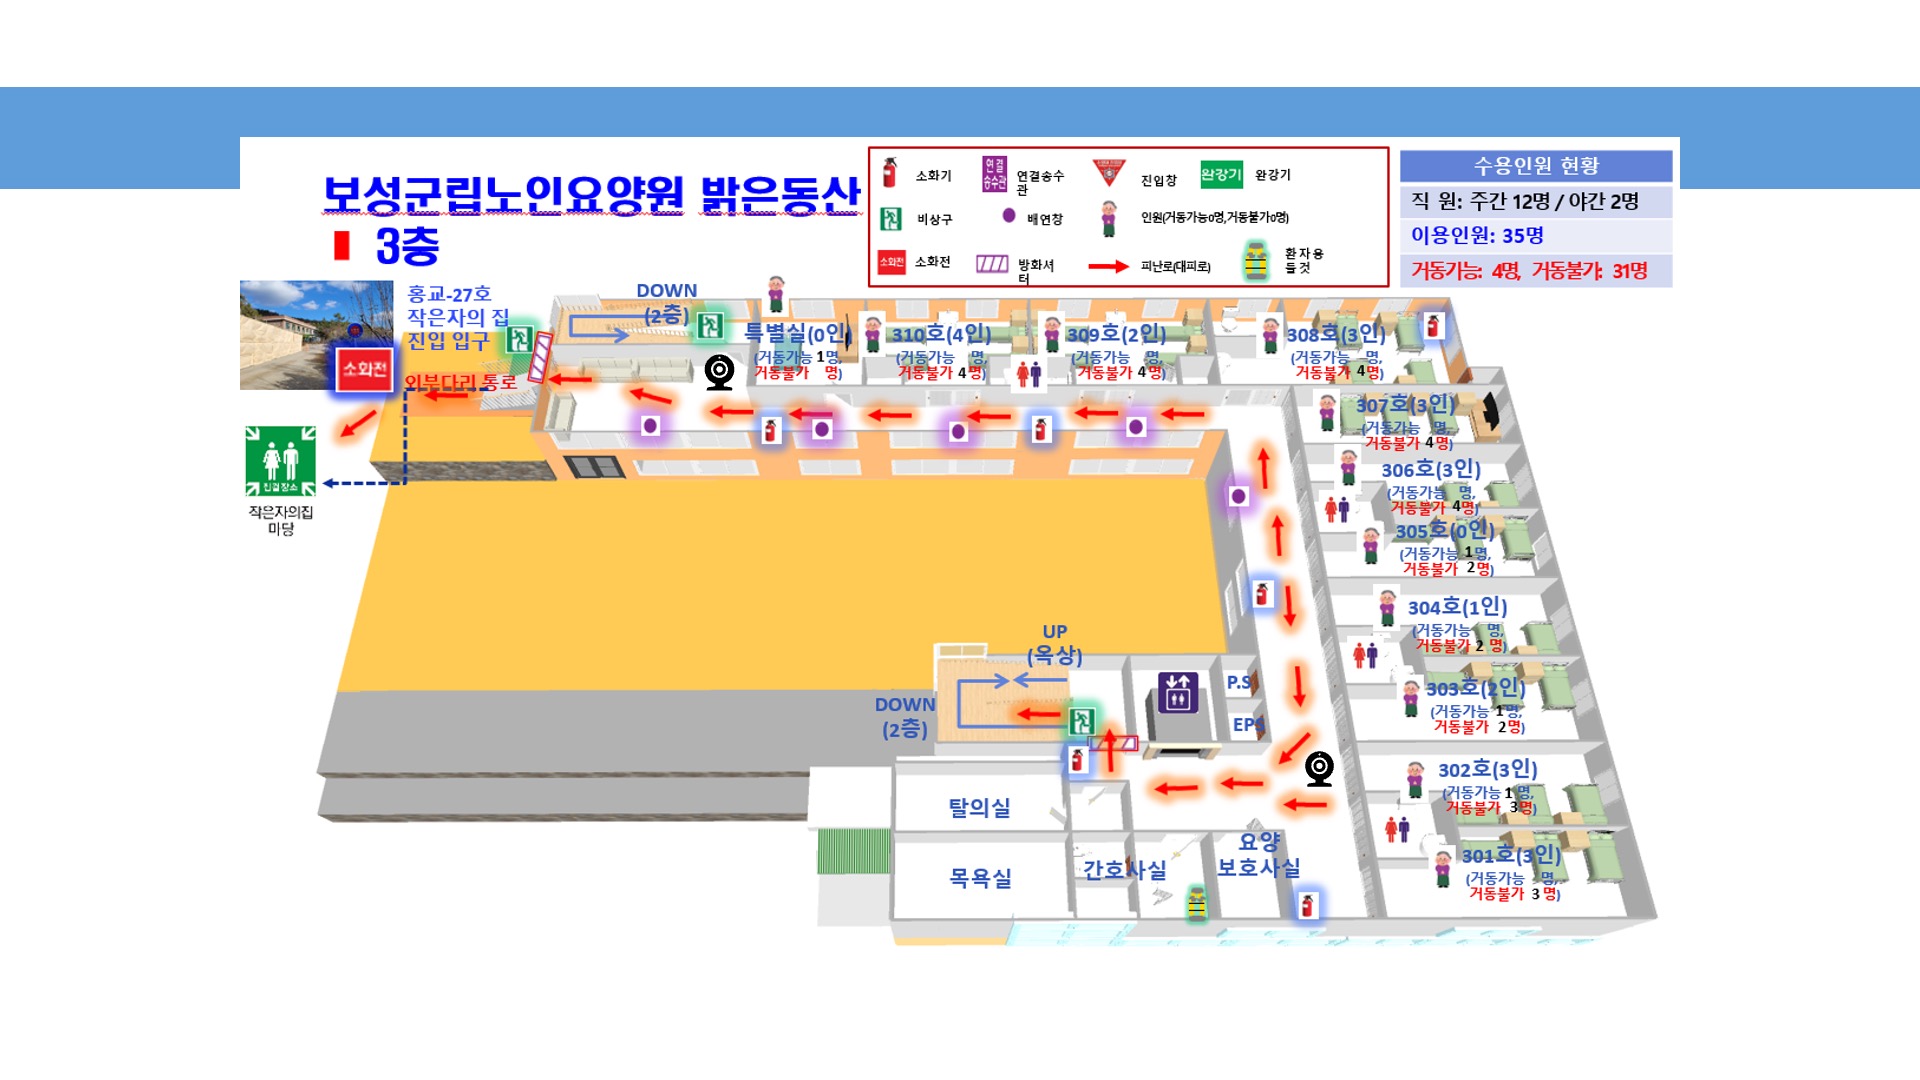 보성군립노인요양원 밝은동산
3층
소화기
연결
송수관
연결송수
관
진입창
완강기
완강기
비상구
배연창
인원(거동가능0명,거동불가0명)
소화전
소화전
방화셔
터
피난로(대피로)
환자용
들것
수용인원 현황
직 원: 주간 12명 / 야간 2명
이용인원: 35명
거동가능: 4명, 거동불가: 31명
홍교-27호
작은자의 집
진입 입구
소화전
외부다리 통로
집결장소
작은자의집
마당
DOWN
(2층)
특별실(0인)
(거동가능 1명,
거동불가 명)
310호(4인)
(거동가능 명,
거동불가 4명)
309호(2인)
(거동가능 명,
거동불가 4명)
308호(3인)
(거동가능 명,
거동불가 4명)
307호(3인)
(거동가능 명,
거동불가 4명)
306호(3인)
(거동가능 명,
거동불가 4명)
305호(0인)
(거동가능 1명,
거동불가 2명)
304호(1인)
(거동가능 명,
거동불가 2 명)
303호(2인)
(거동가능 1명,
거동불가 2명)
302호(3인)
(거동가능 1명,
거동불가 3명)
301호(3인)
(거동가능 명,
거동불가 3 명)
UP
(옥상)
DOWN
(2층)
P.S
EPS
탈의실
목욕실
간호사실
요양
보호사실